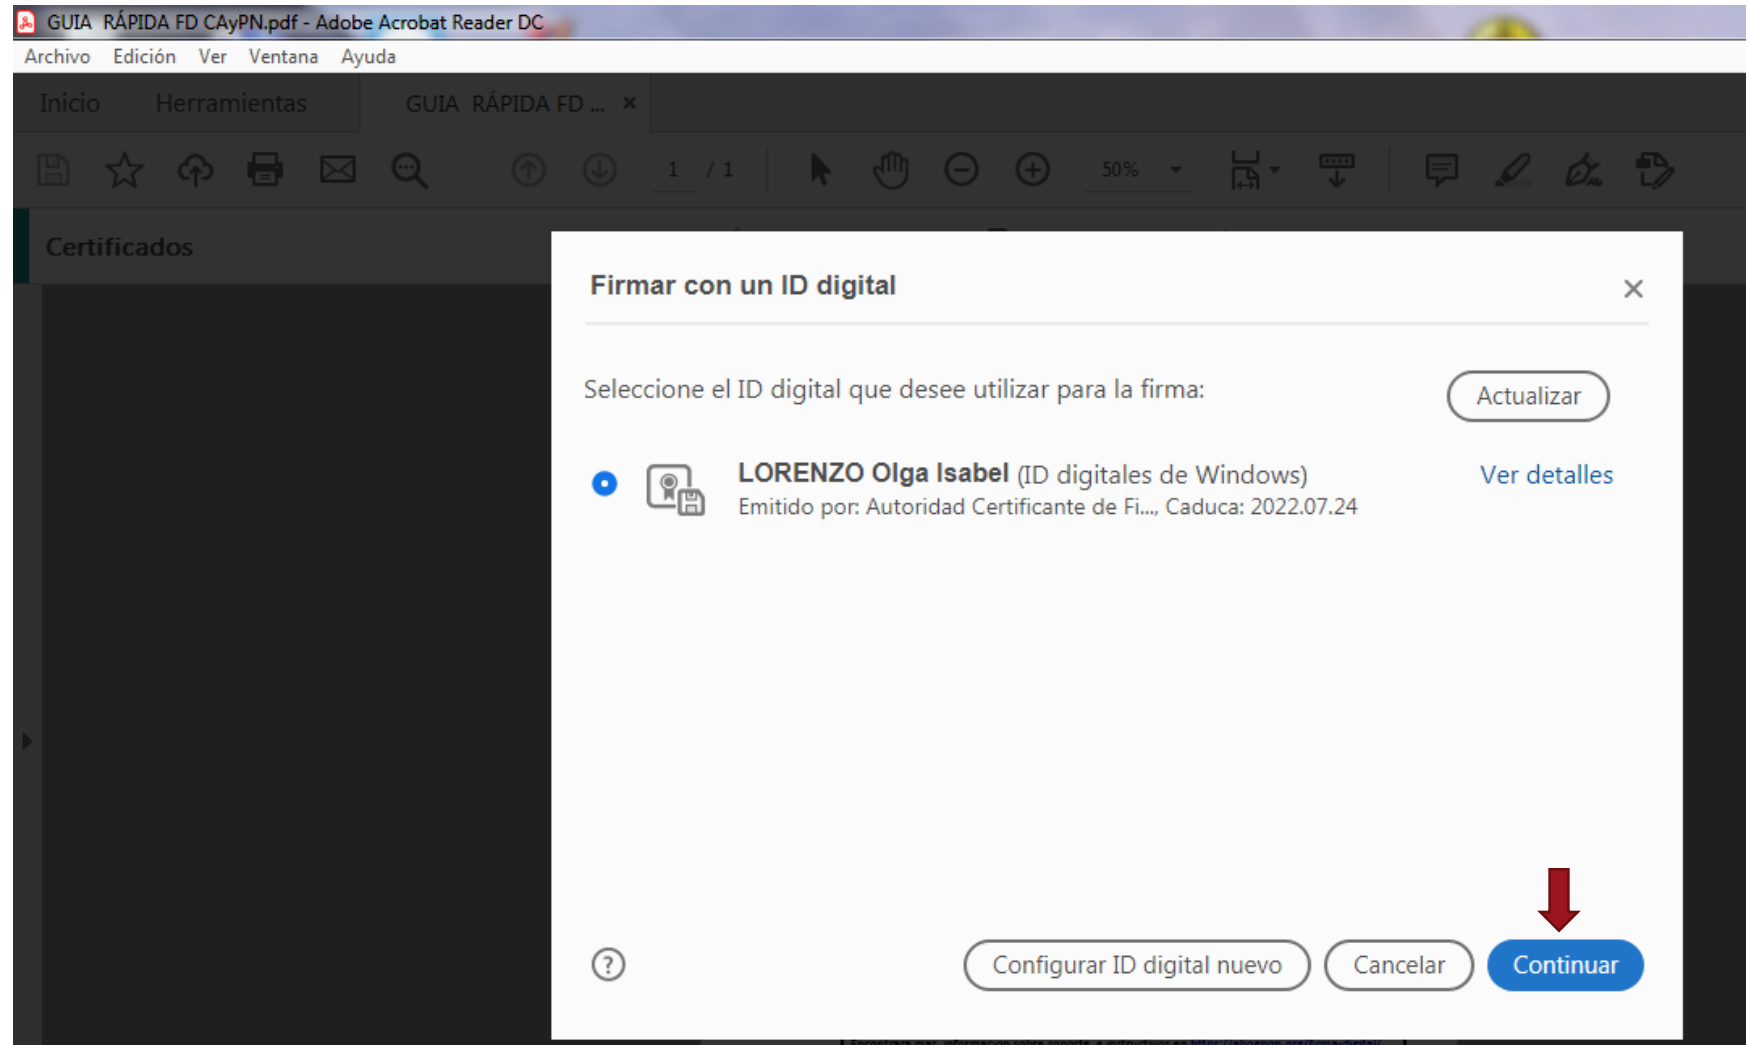 GUIA RÁPIDA FD CAyPN.pdf - Adobe Acrobat Reader DC
Archivo Edición Ver Ventana Ayuda
Inicio Herramientas GUIA RÁPIDA FD ... ×
1 / 1 50%
Certificados
Firmar con un ID digital
Seleccione el ID digital que desee utilizar para la firma:
Actualizar
LORENZO Olga Isabel (ID digitales de Windows)
Ver detalles
Emitido por: Autoridad Certificante de Fi..., Caduca: 2022.07.24
Configurar ID digital nuevo
Cancelar
Continuar